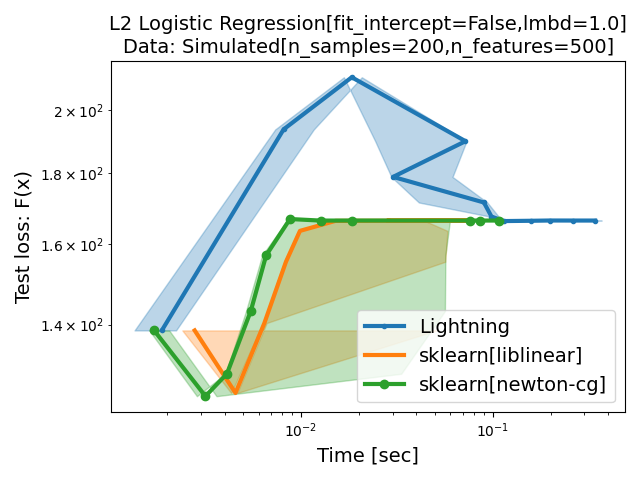 L2 Logistic Regression[fit_intercept=False,lmbd=1.0]
Data: Simulated[n_samples=200,n_features=500]
Test loss: F(x)
2 × 10²
1.8 × 10²
1.6 × 10²
1.4 × 10²
Lightning
sklearn[liblinear]
sklearn[newton-cg]
10⁻² 10⁻¹
Time [sec]